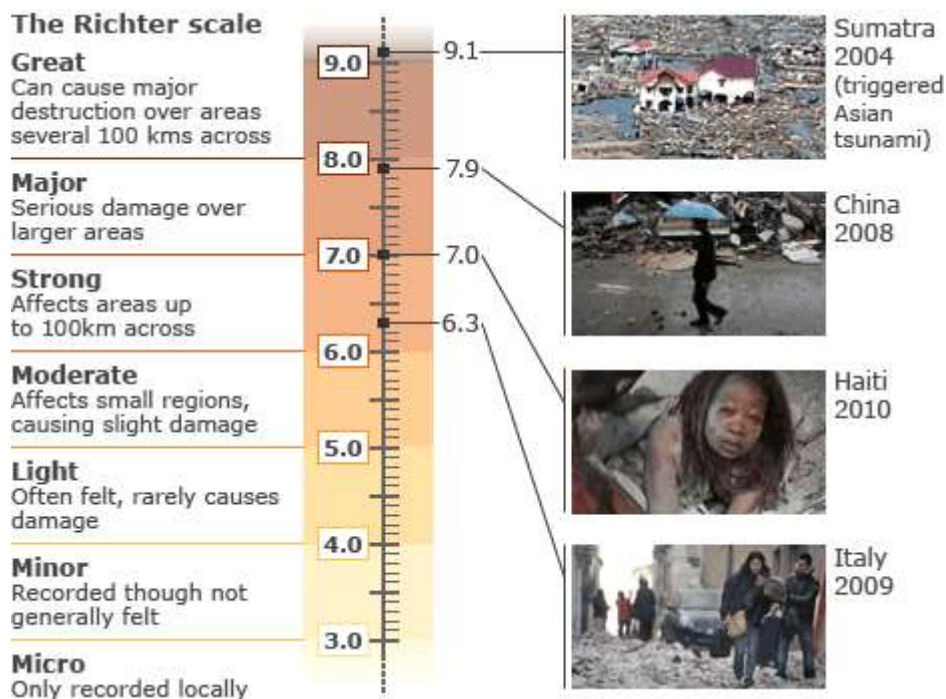 The Richter scale
Great
Can cause major
destruction over areas
several 100 kms across
Major
Serious damage over
larger areas
Strong
Affects areas up
to 100km across
Moderate
Affects small regions,
causing slight damage
Light
Often felt, rarely causes
damage
Minor
Recorded though not
generally felt
Micro
Only recorded locally
9.0
8.0
7.0
6.0
5.0
4.0
3.0
9.1
7.9
7.0
6.3
Sumatra
2004
(triggered
Asian
tsunami)
China
2008
Haiti
2010
Italy
2009